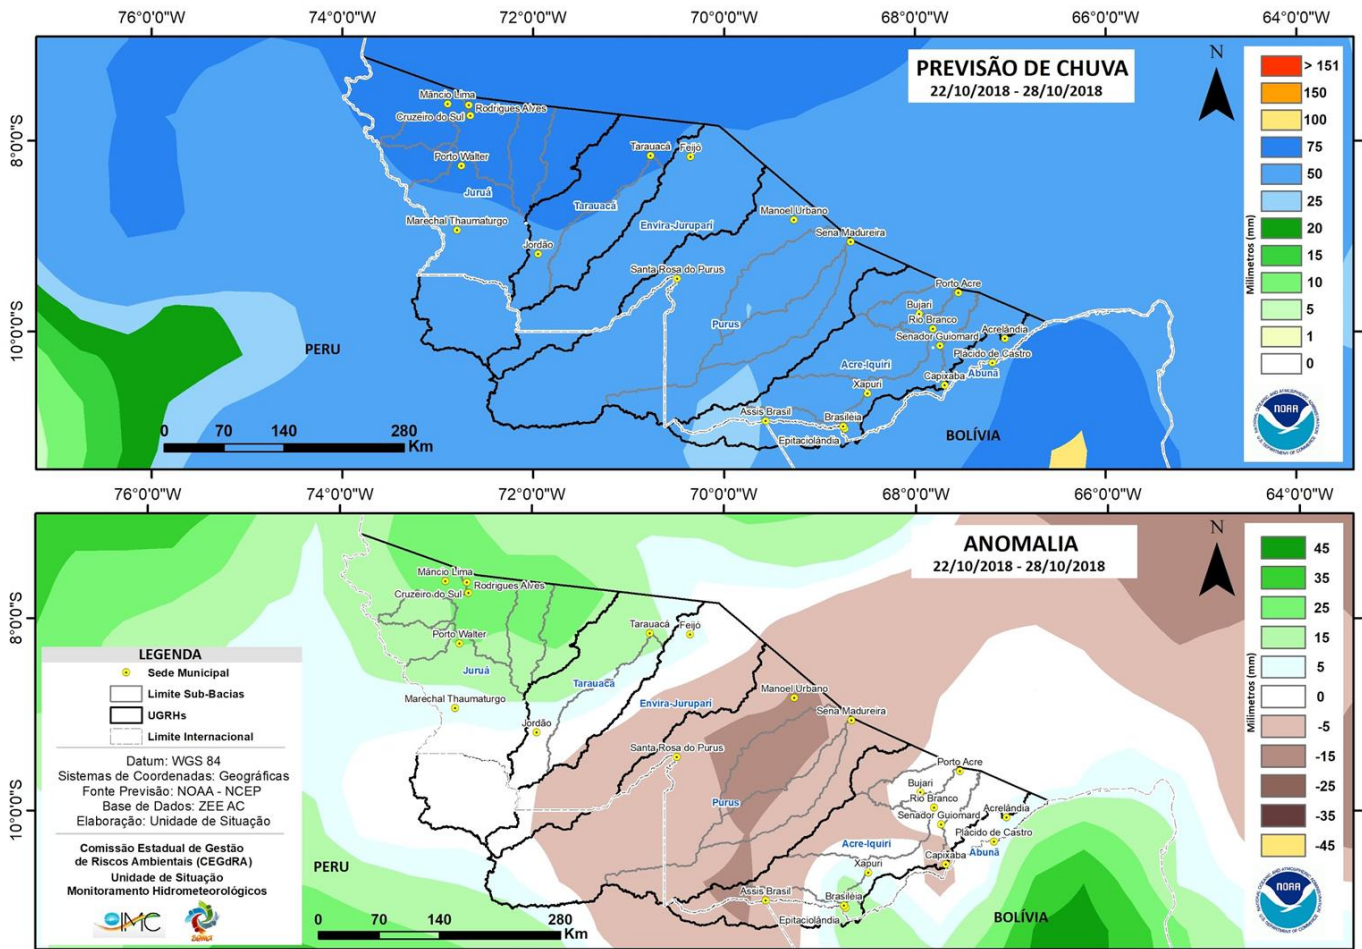 76°0'0"W 74°0'0"W 72°0'0"W 70°0'0"W 68°0'0"W 66°0'0"W 64°0'0"W
PREVISÃO DE CHUVA
22/10/2018 - 28/10/2018
N
8°0'0"S
10°0'0"S
Milímetros (mm)
> 151
150
100
75
50
25
20
15
10
5
1
0
NOAA
Mâncio Lima
Rodrigues Alves
Cruzeiro do Sul
Porto Walter
Tarauacá
Feijó
Juruá
Tarauacá
Marechal Thaumaturgo
Envira-Jurupari
Manoel Urbano
Sena Madureira
Jordão
Santa Rosa do Purus
Porto Acre
Bujari
Purus
Rio Branco
Acrelândia
Senador Guiomard
Plácido de Castro
PERU
Acre-Iquiri
Abunã
Capixaba
Xapuri
Assis Brasil
Brasiléia
Epitaciolândia
BOLÍVIA
0 70 140 280
Km
76°0'0"W 74°0'0"W 72°0'0"W 70°0'0"W 68°0'0"W 66°0'0"W 64°0'0"W
ANOMALIA
22/10/2018 - 28/10/2018
N
8°0'0"S
10°0'0"S
Milímetros (mm)
45
35
25
15
5
0
-5
-15
-25
-35
-45
NOAA
Mâncio Lima
Rodrigues Alves
Cruzeiro do Sul
Porto Walter
Tarauacá
Feijó
Juruá
Tarauacá
Marechal Thaumaturgo
Envira-Jurupari
Manoel Urbano
Sena Madureira
Jordão
Santa Rosa do Purus
Porto Acre
Bujari
Purus
Rio Branco
Acrelândia
Senador Guiomard
Plácido de Castro
Acre-Iquiri
Abunã
Capixaba
Xapuri
PERU
Assis Brasil
Brasiléia
Epitaciolândia
BOLÍVIA
0 70 140 280
Km
LEGENDA
Sede Municipal
Limite Sub-Bacias
UGRHs
Limite Internacional
Datum: WGS 84
Sistemas de Coordenadas: Geográficas
Fonte Previsão: NOAA - NCEP
Base de Dados: ZEE AC
Elaboração: Unidade de Situação
Comissão Estadual de Gestão
de Riscos Ambientais (CEGdRA)
Unidade de Situação
Monitoramento Hidrometeorológicos
IMC